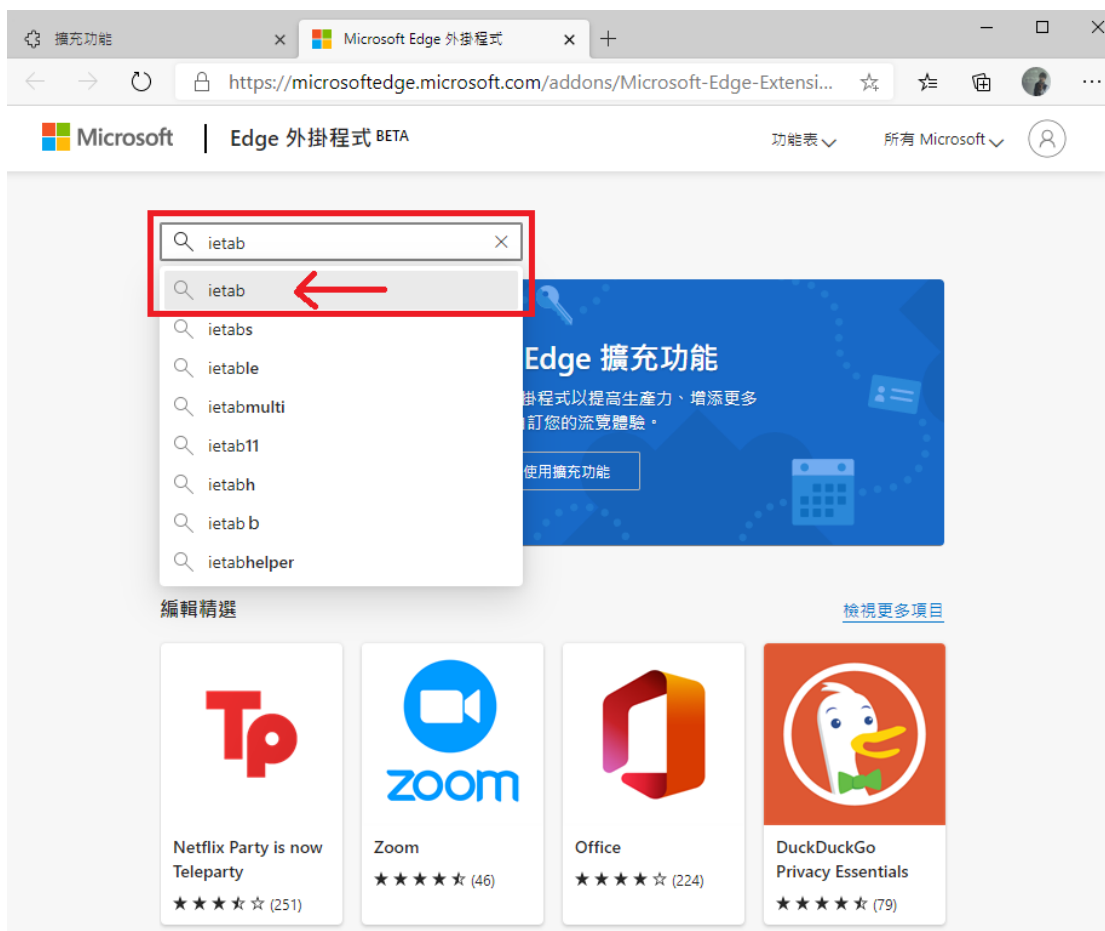 擴充功能
Microsoft Edge 外掛程式
https://microsoftedge.microsoft.com/addons/Microsoft-Edge-Extensi...
Microsoft
Edge 外掛程式 BETA
功能表
所有 Microsoft
ietab
ietab
ietabs
ietable
ietabmulti
ietab11
ietabh
ietab b
ietabhelper
Edge 擴充功能
掛程式以提高生產力、增添更多
訂您的流覽體驗。
使用擴充功能
編輯精選
檢視更多項目
Tp
zoom
Netflix Party is now
Teleparty
(251)
Zoom
(46)
Office
(224)
DuckDuckGo
Privacy Essentials
(79)